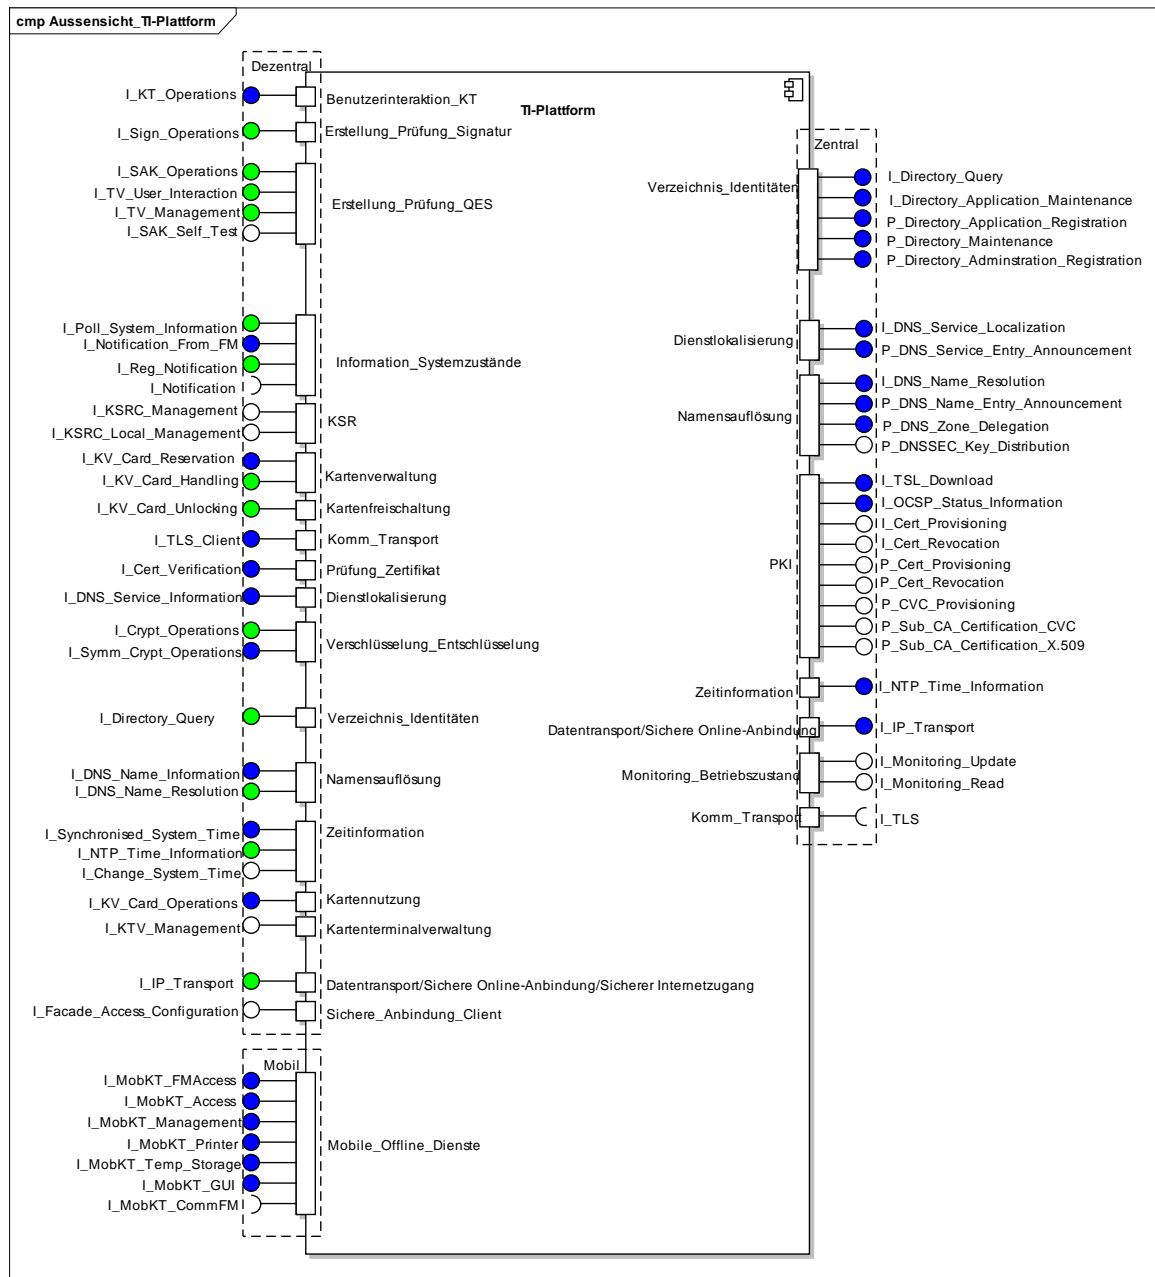 cmp Aussensicht_TI-Plattform
Dezentral
TI-Plattform
I_KT_Operations
Benutzerinteraktion_KT
I_Sign_Operations
Erstellung_Prüfung_Signatur
I_SAK_Operations
I_TV_User_Interaction
I_TV_Management
I_SAK_Self_Test
Erstellung_Prüfung_QES
I_Poll_System_Information
I_Notification_From_FM
I_Reg_Notification
I_Notification
Information_Systemzustände
I_KSRC_Management
I_KSRC_Local_Management
KSR
I_KV_Card_Reservation
I_KV_Card_Handling
Kartenverwaltung
I_KV_Card_Unlocking
Kartenfreischaltung
I_TLS_Client
Komm_Transport
I_Cert_Verification
Prüfung_Zertifikat
I_DNS_Service_Information
Dienstlokalisierung
I_Crypt_Operations
I_Symm_Crypt_Operations
Verschlüsselung_Entschlüsselung
I_Directory_Query
Verzeichnis_Identitäten
I_DNS_Name_Information
I_DNS_Name_Resolution
Namensauflösung
I_Synchronised_System_Time
I_NTP_Time_Information
I_Change_System_Time
Zeitinformation
I_KV_Card_Operations
Kartennutzung
I_KTV_Management
Kartenterminalverwaltung
I_IP_Transport
Datentransport/Sichere Online-Anbindung/Sicherer Internetzugang
I_Facade_Access_Configuration
Sichere_Anbindung_Client
Mobil
I_MobKT_FMAccess
I_MobKT_Access
I_MobKT_Management
I_MobKT_Printer
I_MobKT_Temp_Storage
I_MobKT_GUI
I_MobKT_CommFM
Mobile_Offline_Dienste
Zentral
Verzeichnis_Identitäten
I_Directory_Query
I_Directory_Application_Maintenance
P_Directory_Application_Registration
P_Directory_Maintenance
P_Directory_Adminstration_Registration
Dienstlokalisierung
I_DNS_Service_Localization
P_DNS_Service_Entry_Announcement
Namensauflösung
I_DNS_Name_Resolution
P_DNS_Name_Entry_Announcement
P_DNS_Zone_Delegation
P_DNSSEC_Key_Distribution
PKI
I_TSL_Download
I_OCSP_Status_Information
I_Cert_Provisioning
I_Cert_Revocation
P_Cert_Provisioning
P_Cert_Revocation
P_CVC_Provisioning
P_Sub_CA_Certification_CVC
P_Sub_CA_Certification_X.509
Zeitinformation
I_NTP_Time_Information
Datentransport/Sichere Online-Anbindung
I_IP_Transport
Monitoring_Betriebszustand
I_Monitoring_Update
I_Monitoring_Read
Komm_Transport
I_TLS